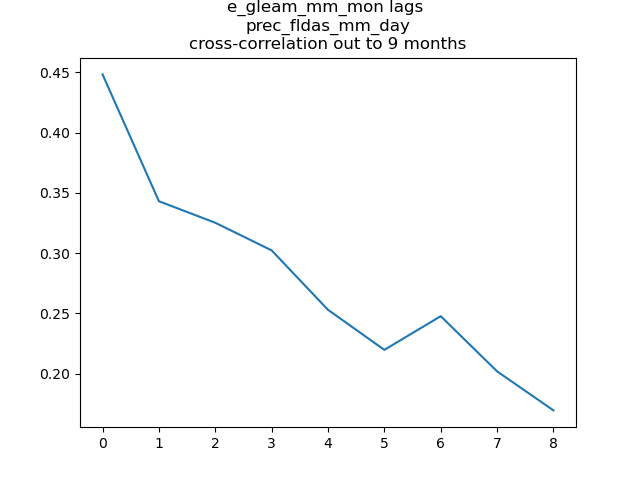 e_gleam_mm_mon lags
prec_fldas_mm_day
cross-correlation out to 9 months
0.45
0.40
0.35
0.30
0.25
0.20
0 1 2 3 4 5 6 7 8